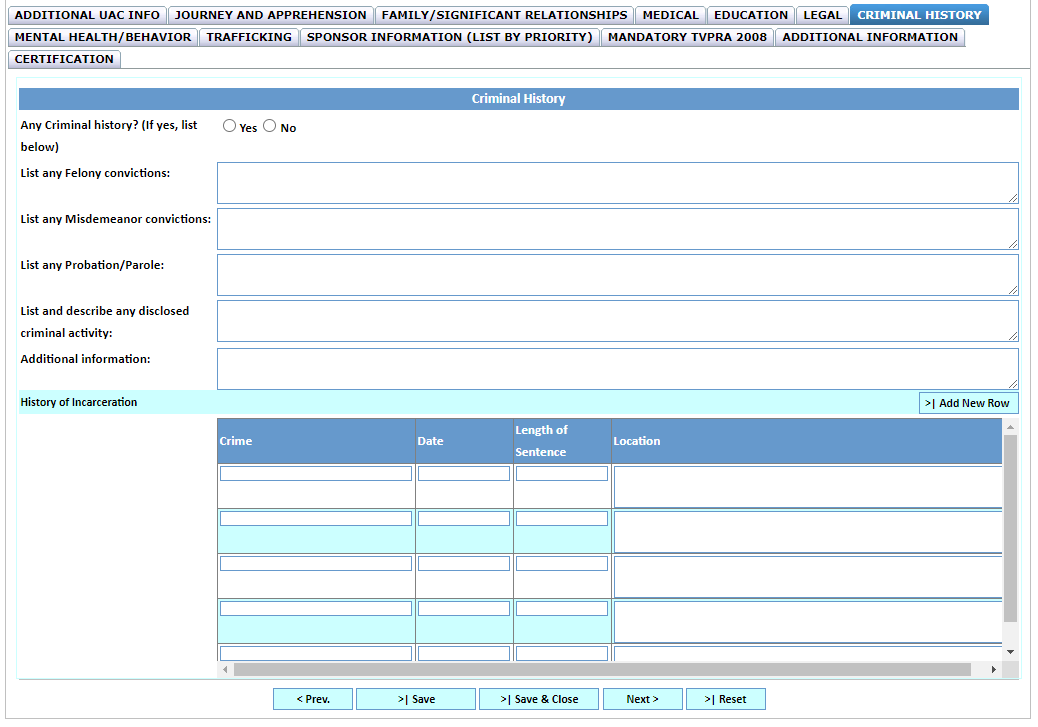 ADDITIONAL UAC INFO JOURNEY AND APPREHENSION FAMILY/SIGNIFICANT RELATIONSHIPS MEDICAL EDUCATION LEGAL CRIMINAL HISTORY
MENTAL HEALTH/BEHAVIOR TRAFFICKING SPONSOR INFORMATION (LIST BY PRIORITY) MANDATORY TVPRA 2008 ADDITIONAL INFORMATION
CERTIFICATION
Criminal History
Any Criminal history? (If yes, list Yes No
below)
List any Felony convictions:
List any Misdemeanor convictions:
List any Probation/Parole:
List and describe any disclosed
criminal activity:
Additional information:
History of Incarceration >| Add New Row
Crime Date Length of Sentence Location
< Prev. >| Save >| Save & Close Next > >| Reset